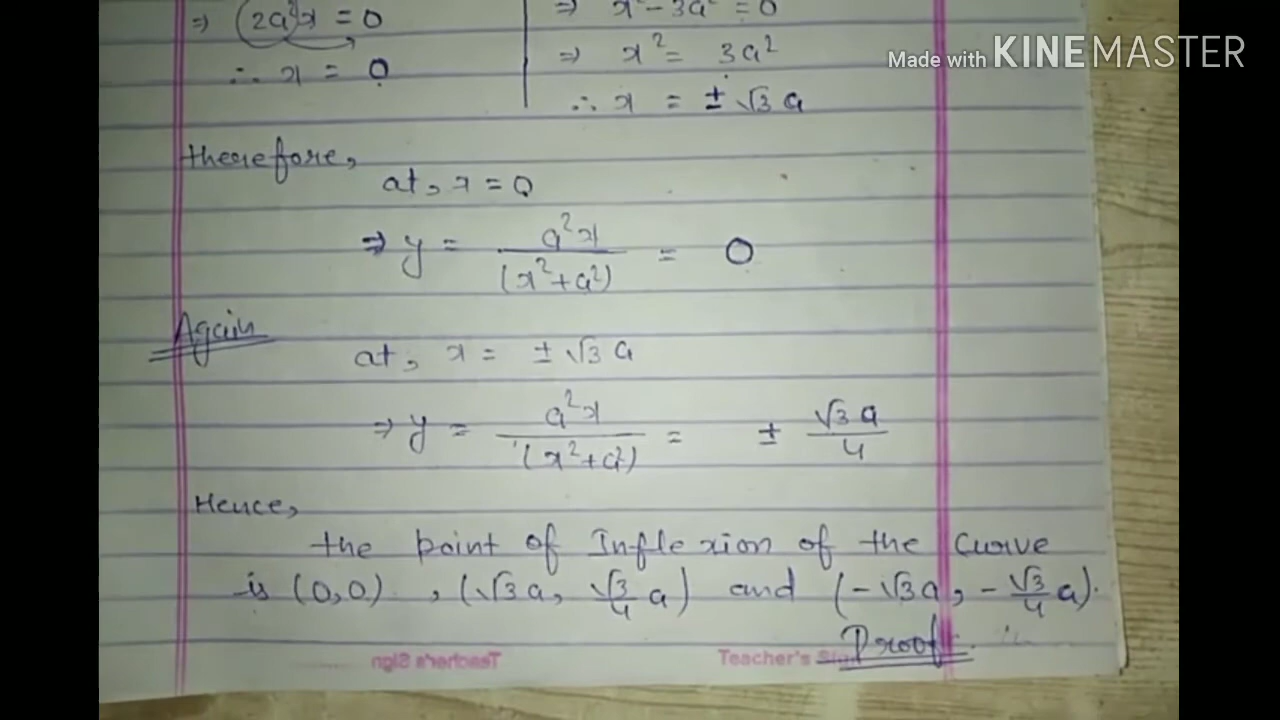 ⇒ 2a²x = 0
∴ x = 0
⇒ x² - 3a² = 0
⇒ x² = 3a²
∴ x = ± √3 a
Made with KINEMASTER
therefore,
at, x = 0
⇒ y = a²x / (x² + a²) = 0
Again
at, x = ± √3 a
⇒ y = a²x / (x² + a²) = ± √3 a / 4
Hence,
the point of Inflexion of the curve
is (0,0), (√3 a, √3/4 a) and (-√3 a, -√3/4 a).
Proof.
Teacher's Sign
Teacher's